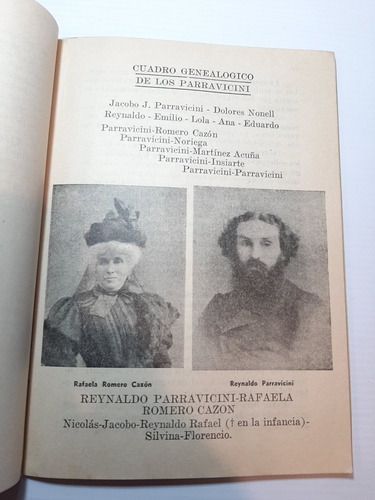 CUADRO GENEALOGICO
DE LOS PARRAVICINI
Jacobo J. Parravicini - Dolores Nonell
Reynaldo - Emilio - Lola - Ana - Eduardo
Parravicini-Romero Cazón
Parravicini-Noriega
Parravicini-Martínez Acuña
Parravicini-Insiarte
Parravicini-Parravicini
Rafaela Romero Cazón
Reynaldo Parravicini
REYNALDO PARRAVICINI-RAFAELA
ROMERO CAZON
Nicolás-Jacobo-Reynaldo Rafael († en la infancia)-
Silvina-Florencio.